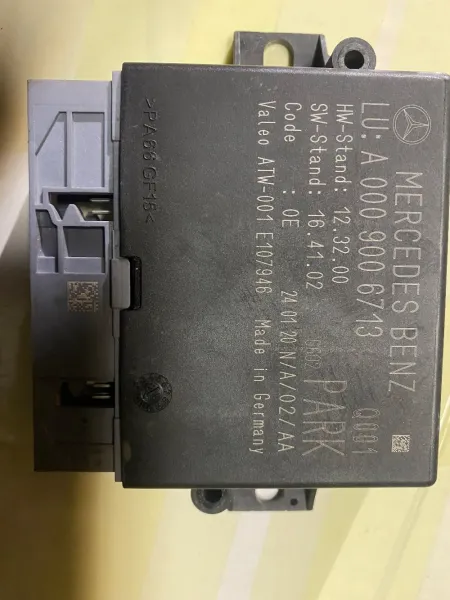 MERCEDES BENZ
LU: A 000 900 6713 Q001
HW-Stand: 12.32.00
SW-Stand: 16.41.02
PARK
Code : 0E 24 01 20 N/A/02/AA
Valeo ATW-001 E107946 Made in Germany
>PA66 GF15<